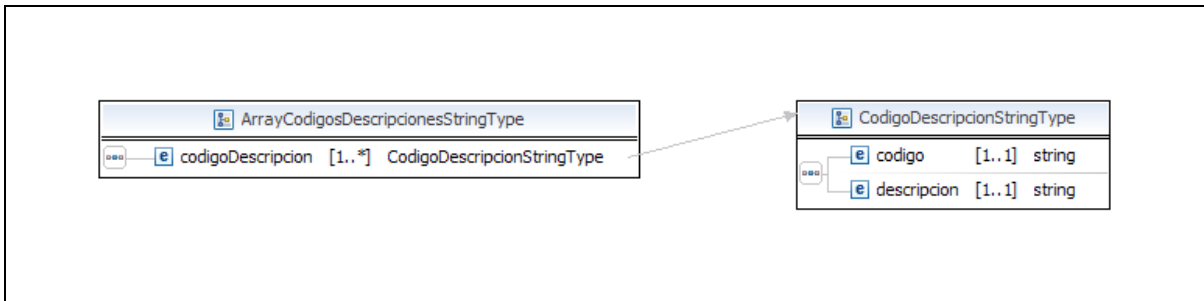 ArrayCodigosDescripcionesStringType
e codigoDescripcion [1..*] CodigoDescripcionStringType
CodigoDescripcionStringType
e codigo [1..1] string
e descripcion [1..1] string